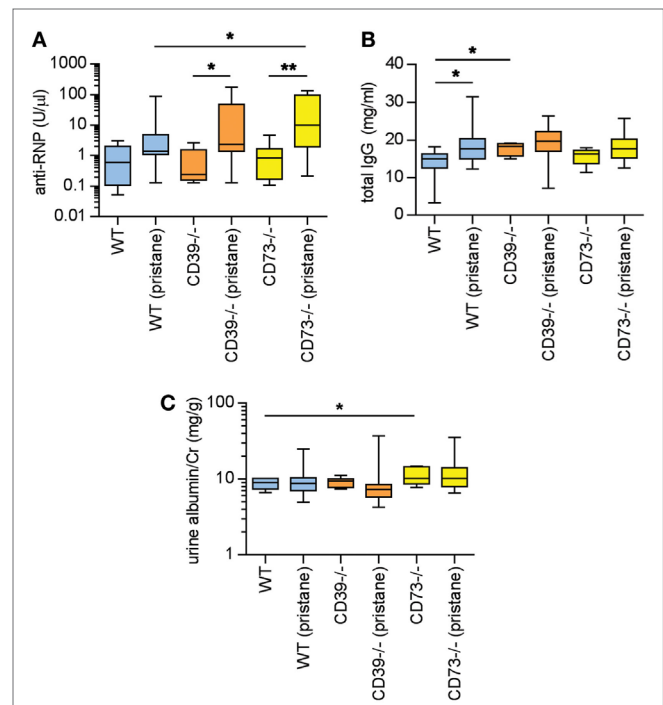 A
anti-RNP (U/µl)
1000
100
10
1
0.1
0.01
*
*
**
WT
WT (pristane)
CD39-/-
CD39-/- (pristane)
CD73-/-
CD73-/- (pristane)
B
total IgG (mg/ml)
40
30
20
10
0
*
*
WT
WT (pristane)
CD39-/-
CD39-/- (pristane)
CD73-/-
CD73-/- (pristane)
C
urine albumin/Cr (mg/g)
100
10
1
*
WT
WT (pristane)
CD39-/-
CD39-/- (pristane)
CD73-/-
CD73-/- (pristane)